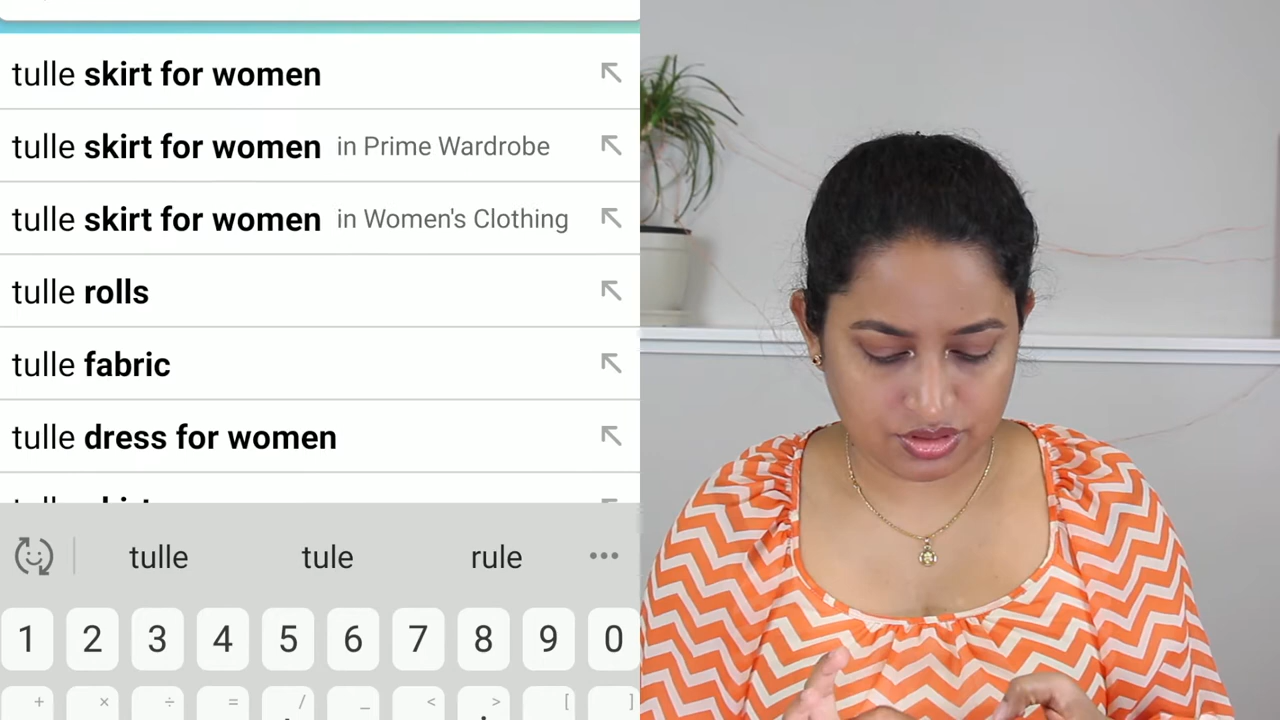 tulle skirt for women
tulle skirt for women in Prime Wardrobe
tulle skirt for women in Women's Clothing
tulle rolls
tulle fabric
tulle dress for women
tulle tule rule
1 2 3 4 5 6 7 8 9 0
+ × ÷ = / _ < > [ ]